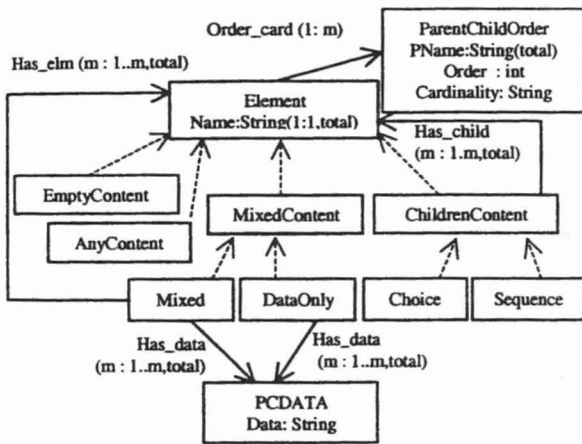 Order_card (1: m)
ParentChildOrder
PName:String(total)
Order : int
Cardinality: String
Has_elm (m : 1..m,total)
Element
Name:String(1:1,total)
Has_child
(m : 1.m,total)
EmptyContent
AnyContent
MixedContent
ChildrenContent
Mixed
DataOnly
Choice
Sequence
Has_data
(m : 1..m,total)
Has_data
(m : 1..m,total)
PCDATA
Data: String